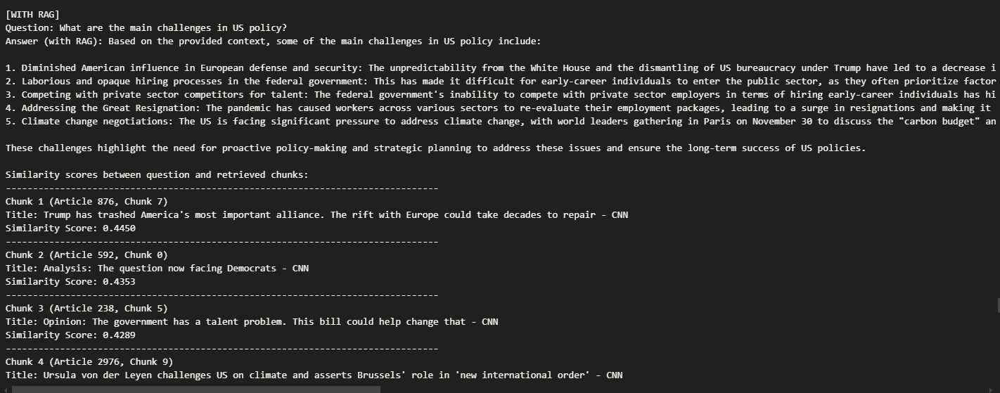 [WITH RAG]
Question: What are the main challenges in US policy?
Answer (with RAG): Based on the provided context, some of the main challenges in US policy include:
1. Diminished American influence in European defense and security: The unpredictability from the White House and the dismantling of US bureaucracy under Trump have led to a decrease i
2. Laborious and opaque hiring processes in the federal government: This has made it difficult for early-career individuals to enter the public sector, as they often prioritize factor
3. Competing with private sector competitors for talent: The federal government's inability to compete with private sector employers in terms of hiring early-career individuals has hi
4. Addressing the Great Resignation: The pandemic has caused workers across various sectors to re-evaluate their employment packages, leading to a surge in resignations and making it
5. Climate change negotiations: The US is facing significant pressure to address climate change, with world leaders gathering in Paris on November 30 to discuss the "carbon budget" an
These challenges highlight the need for proactive policy-making and strategic planning to address these issues and ensure the long-term success of US policies.
Similarity scores between question and retrieved chunks:
--------------------------------------------------------------------------------
Chunk 1 (Article 876, Chunk 7)
Title: Trump has trashed America's most important alliance. The rift with Europe could take decades to repair - CNN
Similarity Score: 0.4450
--------------------------------------------------------------------------------
Chunk 2 (Article 592, Chunk 0)
Title: Analysis: The question now facing Democrats - CNN
Similarity Score: 0.4353
--------------------------------------------------------------------------------
Chunk 3 (Article 238, Chunk 5)
Title: Opinion: The government has a talent problem. This bill could help change that - CNN
Similarity Score: 0.4289
--------------------------------------------------------------------------------
Chunk 4 (Article 2976, Chunk 9)
Title: Ursula von der Leyen challenges US on climate and asserts Brussels' role in 'new international order' - CNN